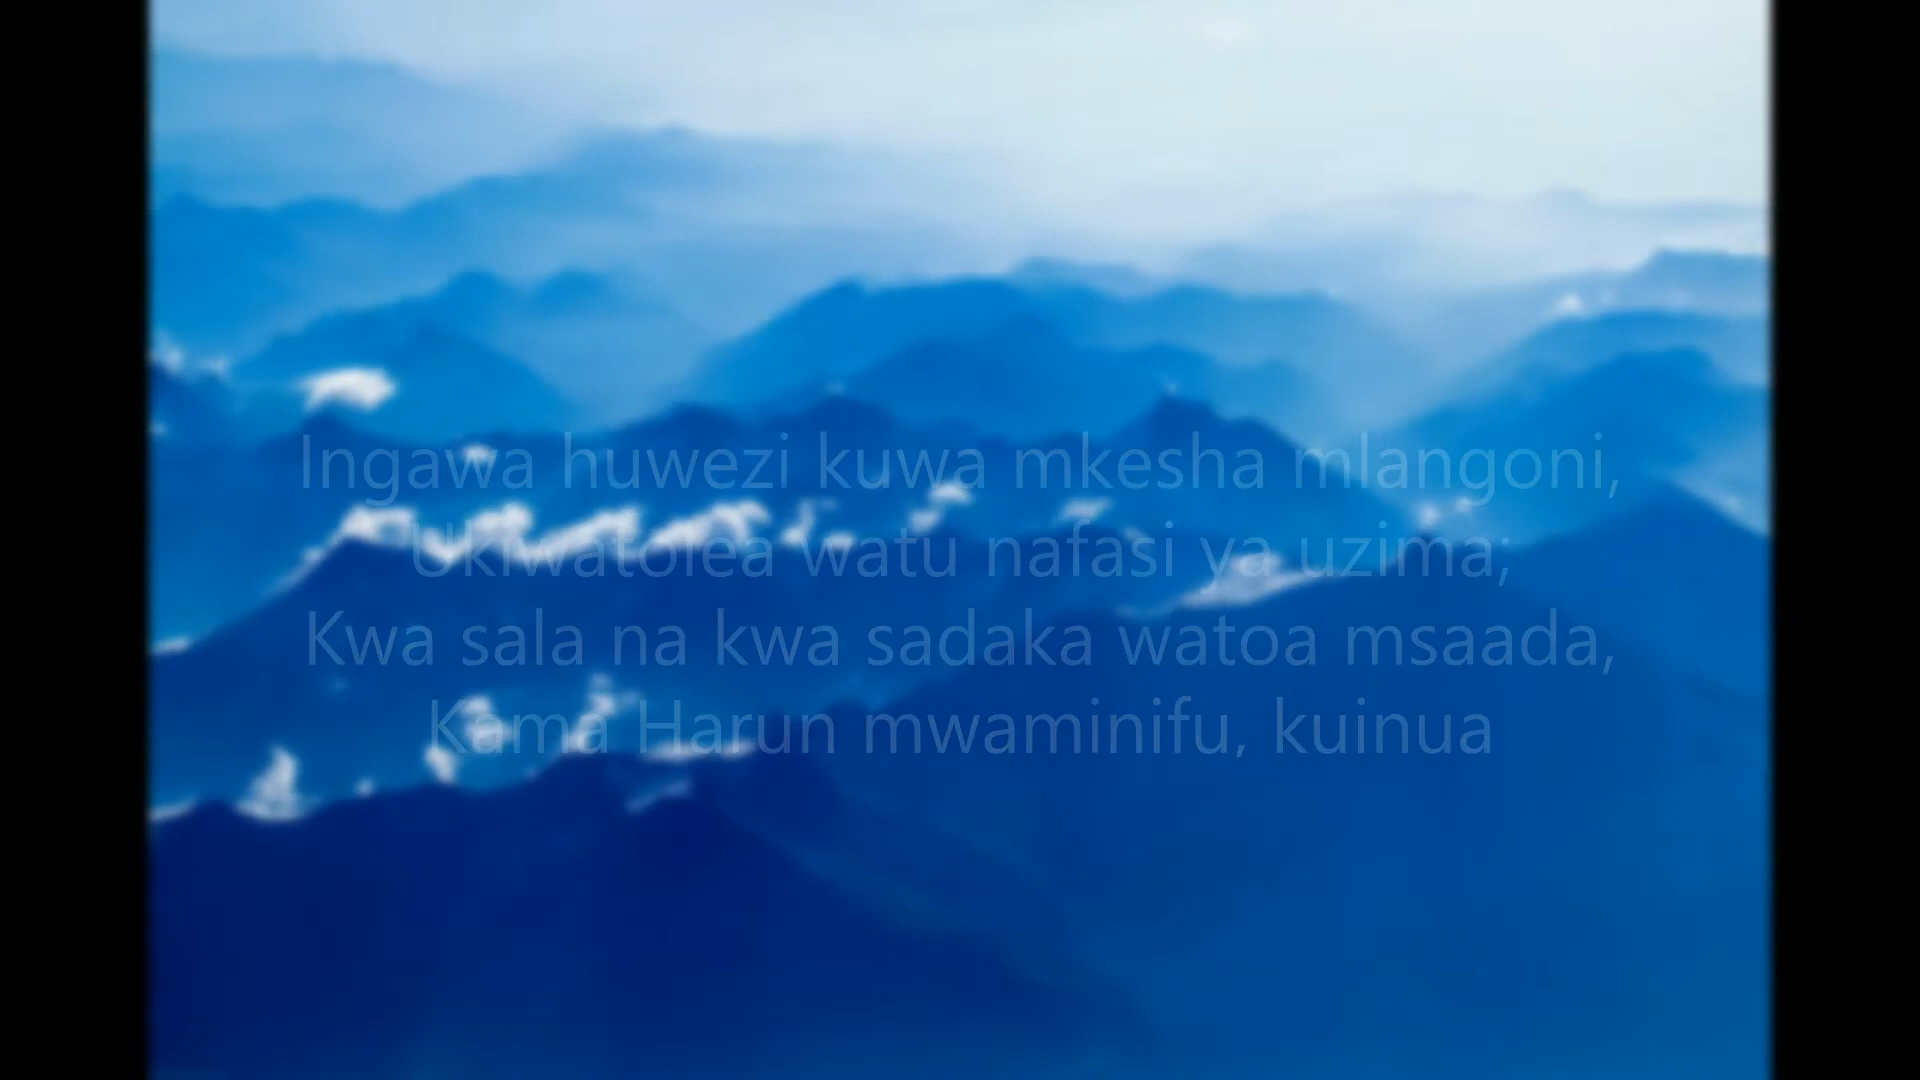 Ingawa huwezi kuwa mkesha mlangoni,
Ukiwatolea watu nafasi ya uzima;
Kwa sala na kwa sadaka watoa msaada,
Kama Harun mwaminifu, kuinua